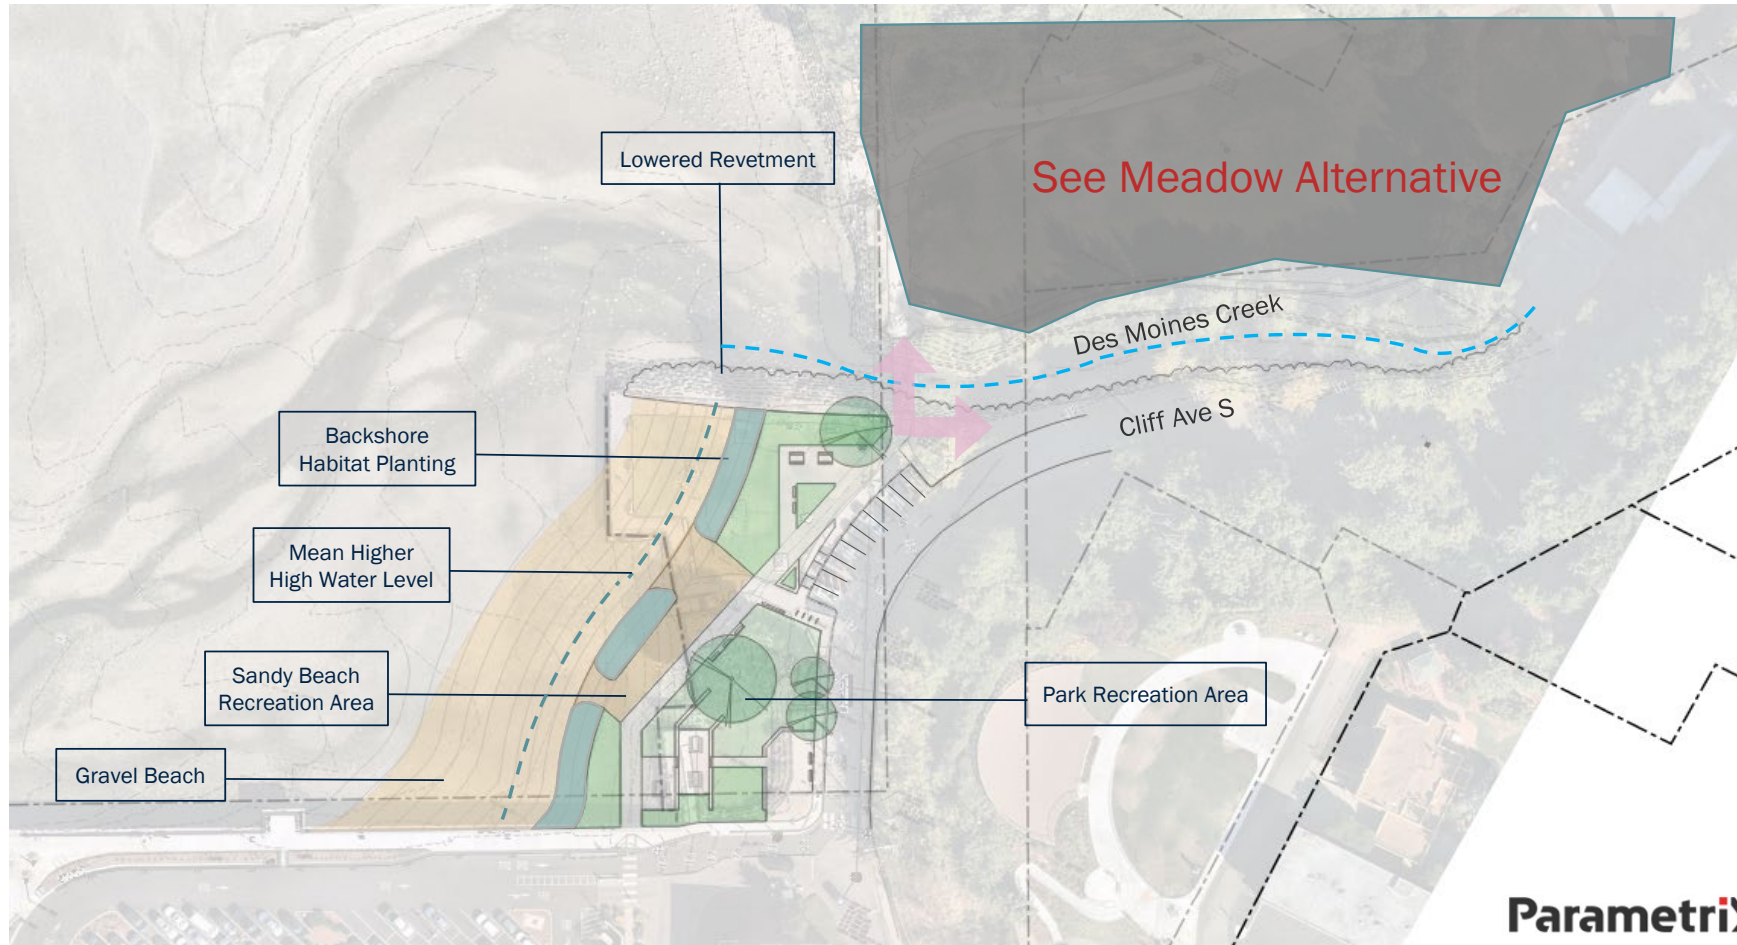 Lowered Revetment
See Meadow Alternative
Des Moines Creek
Cliff Ave S
Backshore
Habitat Planting
Mean Higher
High Water Level
Sandy Beach
Recreation Area
Park Recreation Area
Gravel Beach
Parametrix